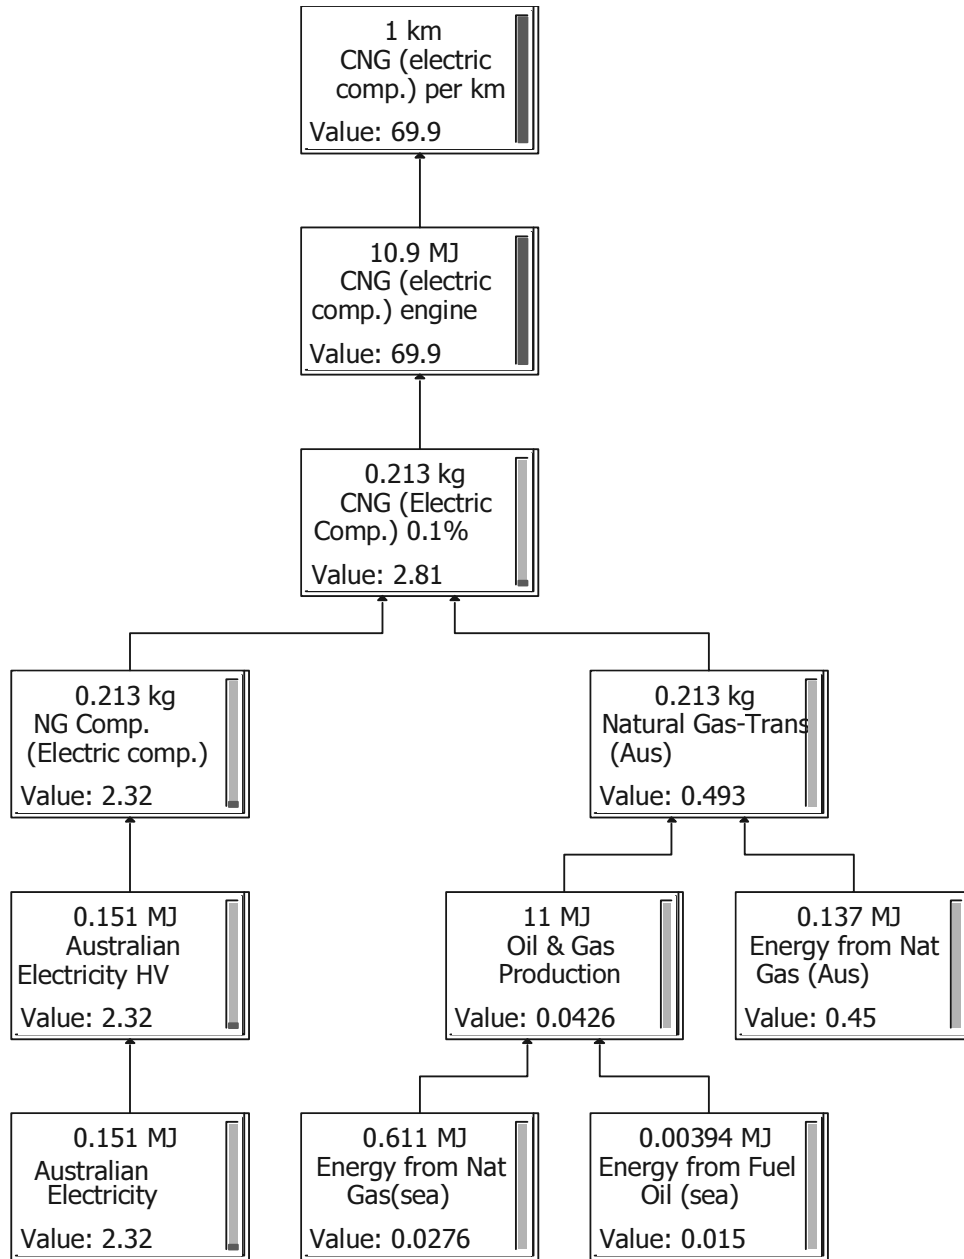 1 km
CNG (electric
comp.) per km
Value: 69.9
10.9 MJ
CNG (electric
comp.) engine
Value: 69.9
0.213 kg
CNG (Electric
Comp.) 0.1%
Value: 2.81
0.213 kg
NG Comp.
(Electric comp.)
Value: 2.32
0.213 kg
Natural Gas-Trans
(Aus)
Value: 0.493
0.151 MJ
Australian
Electricity HV
Value: 2.32
11 MJ
Oil & Gas
Production
Value: 0.0426
0.137 MJ
Energy from Nat
Gas (Aus)
Value: 0.45
0.151 MJ
Australian
Electricity
Value: 2.32
0.611 MJ
Energy from Nat
Gas(sea)
Value: 0.0276
0.00394 MJ
Energy from Fuel
Oil (sea)
Value: 0.015